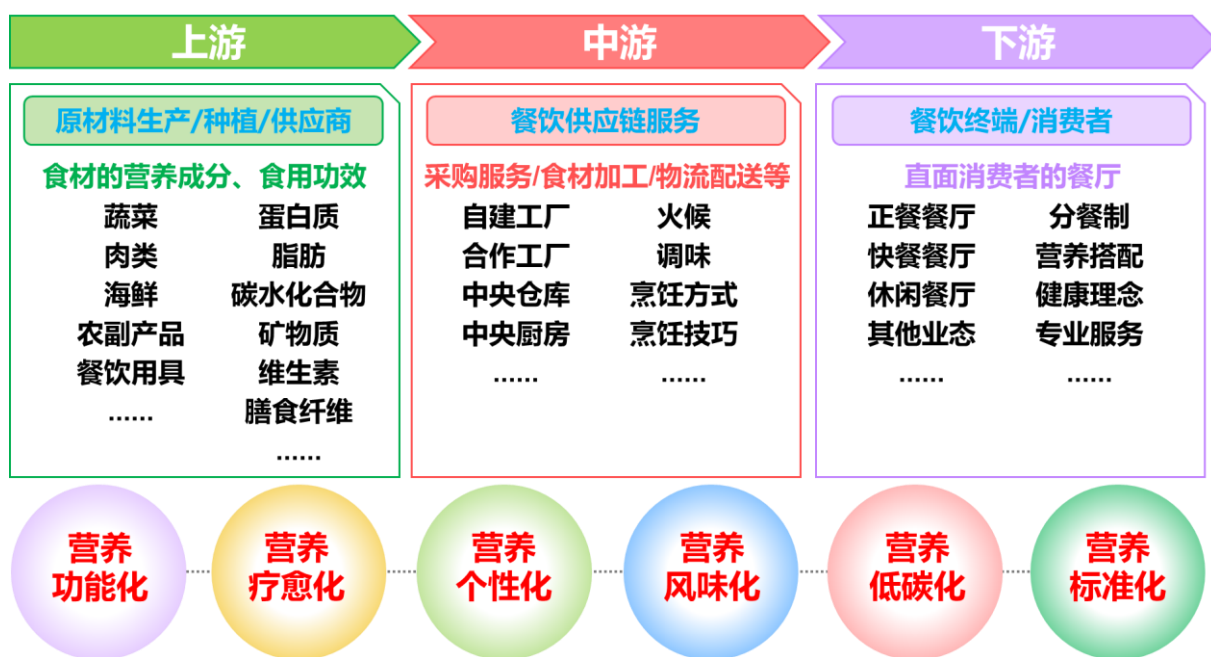 上游
中游
下游
原材料生产/种植/供应商
食材的营养成分、食用功效
蔬菜 蛋白质
肉类 脂肪
海鲜 碳水化合物
农副产品 矿物质
餐饮用具 维生素
…… 膳食纤维
……
餐饮供应链服务
采购服务/食材加工/物流配送等
自建工厂 火候
合作工厂 调味
中央仓库 烹饪方式
中央厨房 烹饪技巧
…… ……
餐饮终端/消费者
直面消费者的餐厅
正餐餐厅 分餐制
快餐餐厅 营养搭配
休闲餐厅 健康理念
其他业态 专业服务
…… ……
营养
功能化
营养
疗愈化
营养
个性化
营养
风味化
营养
低碳化
营养
标准化